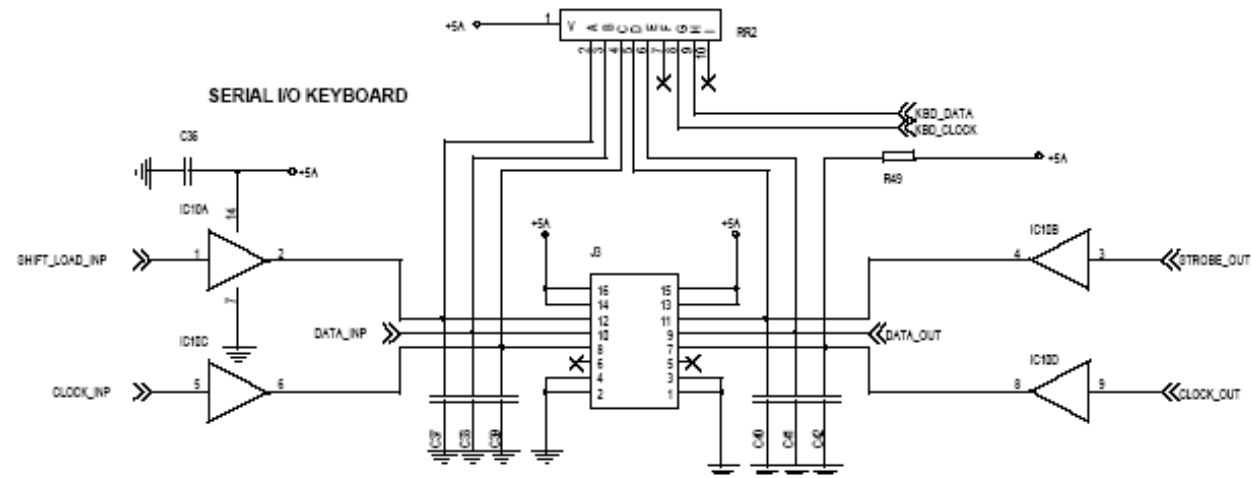 +5A
1
V A B C D E F G H I
RR2
2 3 4 5 6 7 8 9 10
SERIAL I/O KEYBOARD
KBD_DATA
KBD_CLOCK
C36
+5A
R49
+5A
14
IC10A
+5A
+5A
IC10B
SHIFT_LOAD_INP
1
2
J3
4
3
STROBE_OUT
16 15
14 13
7
12 11
IC10C
DATA_INP
10 9
DATA_OUT
8 7
IC10D
6 5
CLOCK_INP
5
6
4 3
8
9
CLOCK_OUT
2 1
C37
C38
C39
C40
C41
C42